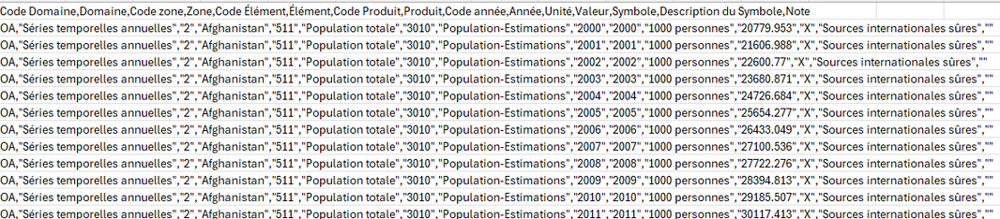 Code Domaine,Domaine,Code zone,Zone,Code Élément,Élément,Code Produit,Produit,Code année,Année,Unité,Valeur,Symbole,Description du Symbole,Note
OA,"Séries temporelles annuelles","2","Afghanistan","511","Population totale","3010","Population-Estimations","2000","2000","1000 personnes","20779.953","X","Sources internationales sûres",""
OA,"Séries temporelles annuelles","2","Afghanistan","511","Population totale","3010","Population-Estimations","2001","2001","1000 personnes","21606.988","X","Sources internationales sûres",""
OA,"Séries temporelles annuelles","2","Afghanistan","511","Population totale","3010","Population-Estimations","2002","2002","1000 personnes","22600.77","X","Sources internationales sûres",""
OA,"Séries temporelles annuelles","2","Afghanistan","511","Population totale","3010","Population-Estimations","2003","2003","1000 personnes","23680.871","X","Sources internationales sûres",""
OA,"Séries temporelles annuelles","2","Afghanistan","511","Population totale","3010","Population-Estimations","2004","2004","1000 personnes","24726.684","X","Sources internationales sûres",""
OA,"Séries temporelles annuelles","2","Afghanistan","511","Population totale","3010","Population-Estimations","2005","2005","1000 personnes","25654.277","X","Sources internationales sûres",""
OA,"Séries temporelles annuelles","2","Afghanistan","511","Population totale","3010","Population-Estimations","2006","2006","1000 personnes","26433.049","X","Sources internationales sûres",""
OA,"Séries temporelles annuelles","2","Afghanistan","511","Population totale","3010","Population-Estimations","2007","2007","1000 personnes","27100.536","X","Sources internationales sûres",""
OA,"Séries temporelles annuelles","2","Afghanistan","511","Population totale","3010","Population-Estimations","2008","2008","1000 personnes","27722.276","X","Sources internationales sûres",""
OA,"Séries temporelles annuelles","2","Afghanistan","511","Population totale","3010","Population-Estimations","2009","2009","1000 personnes","28394.813","X","Sources internationales sûres",""
OA,"Séries temporelles annuelles","2","Afghanistan","511","Population totale","3010","Population-Estimations","2010","2010","1000 personnes","29185.507","X","Sources internationales sûres",""
OA,"Séries temporelles annuelles","2","Afghanistan","511","Population totale","3010","Population-Estimations","2011","2011","1000 personnes","30117.413","X","Sources internationales sûres",""